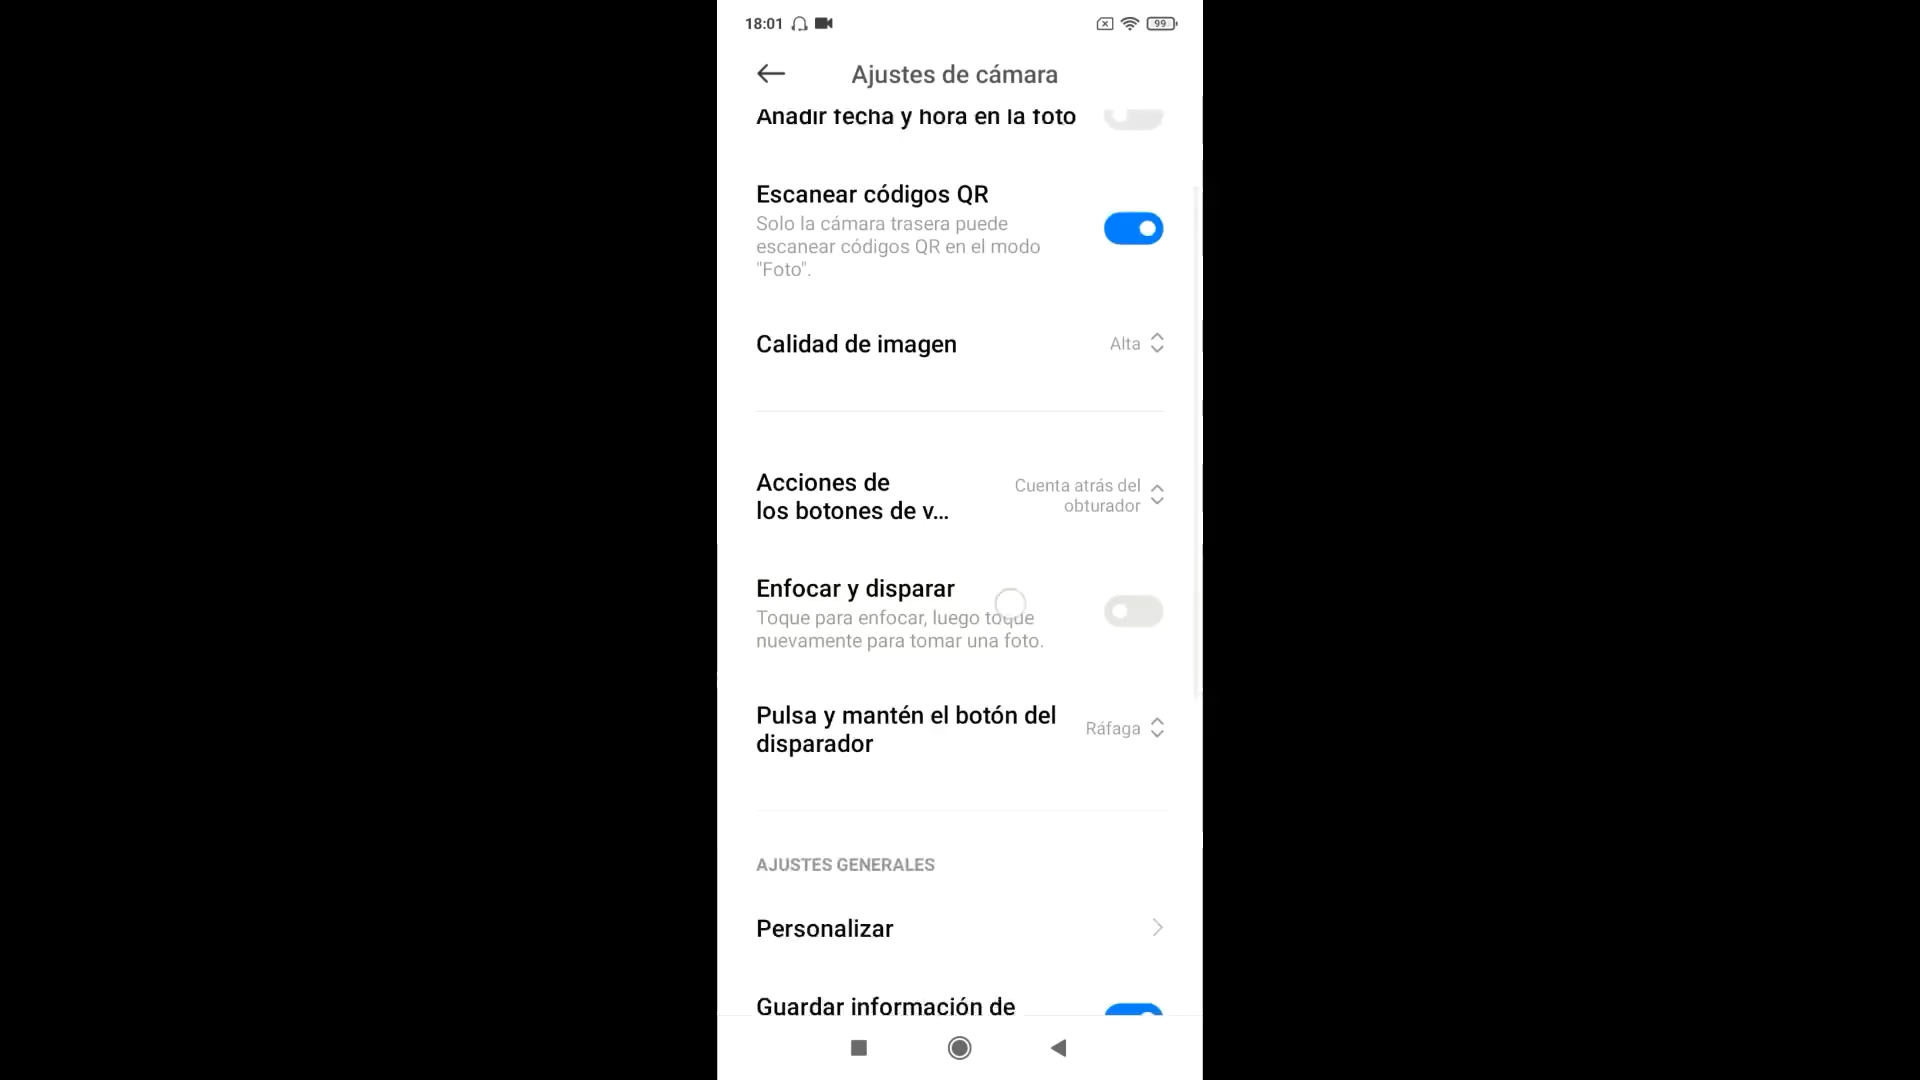 18:01
99
Ajustes de cámara
Añadir fecha y hora en la foto
Escanear códigos QR
Solo la cámara trasera puede
escanear códigos QR en el modo
"Foto".
Calidad de imagen
Alta
Acciones de
los botones de v...
Cuenta atrás del
obturador
Enfocar y disparar
Toque para enfocar, luego toque
nuevamente para tomar una foto.
Pulsa y mantén el botón del
disparador
Ráfaga
AJUSTES GENERALES
Personalizar
Guardar información de